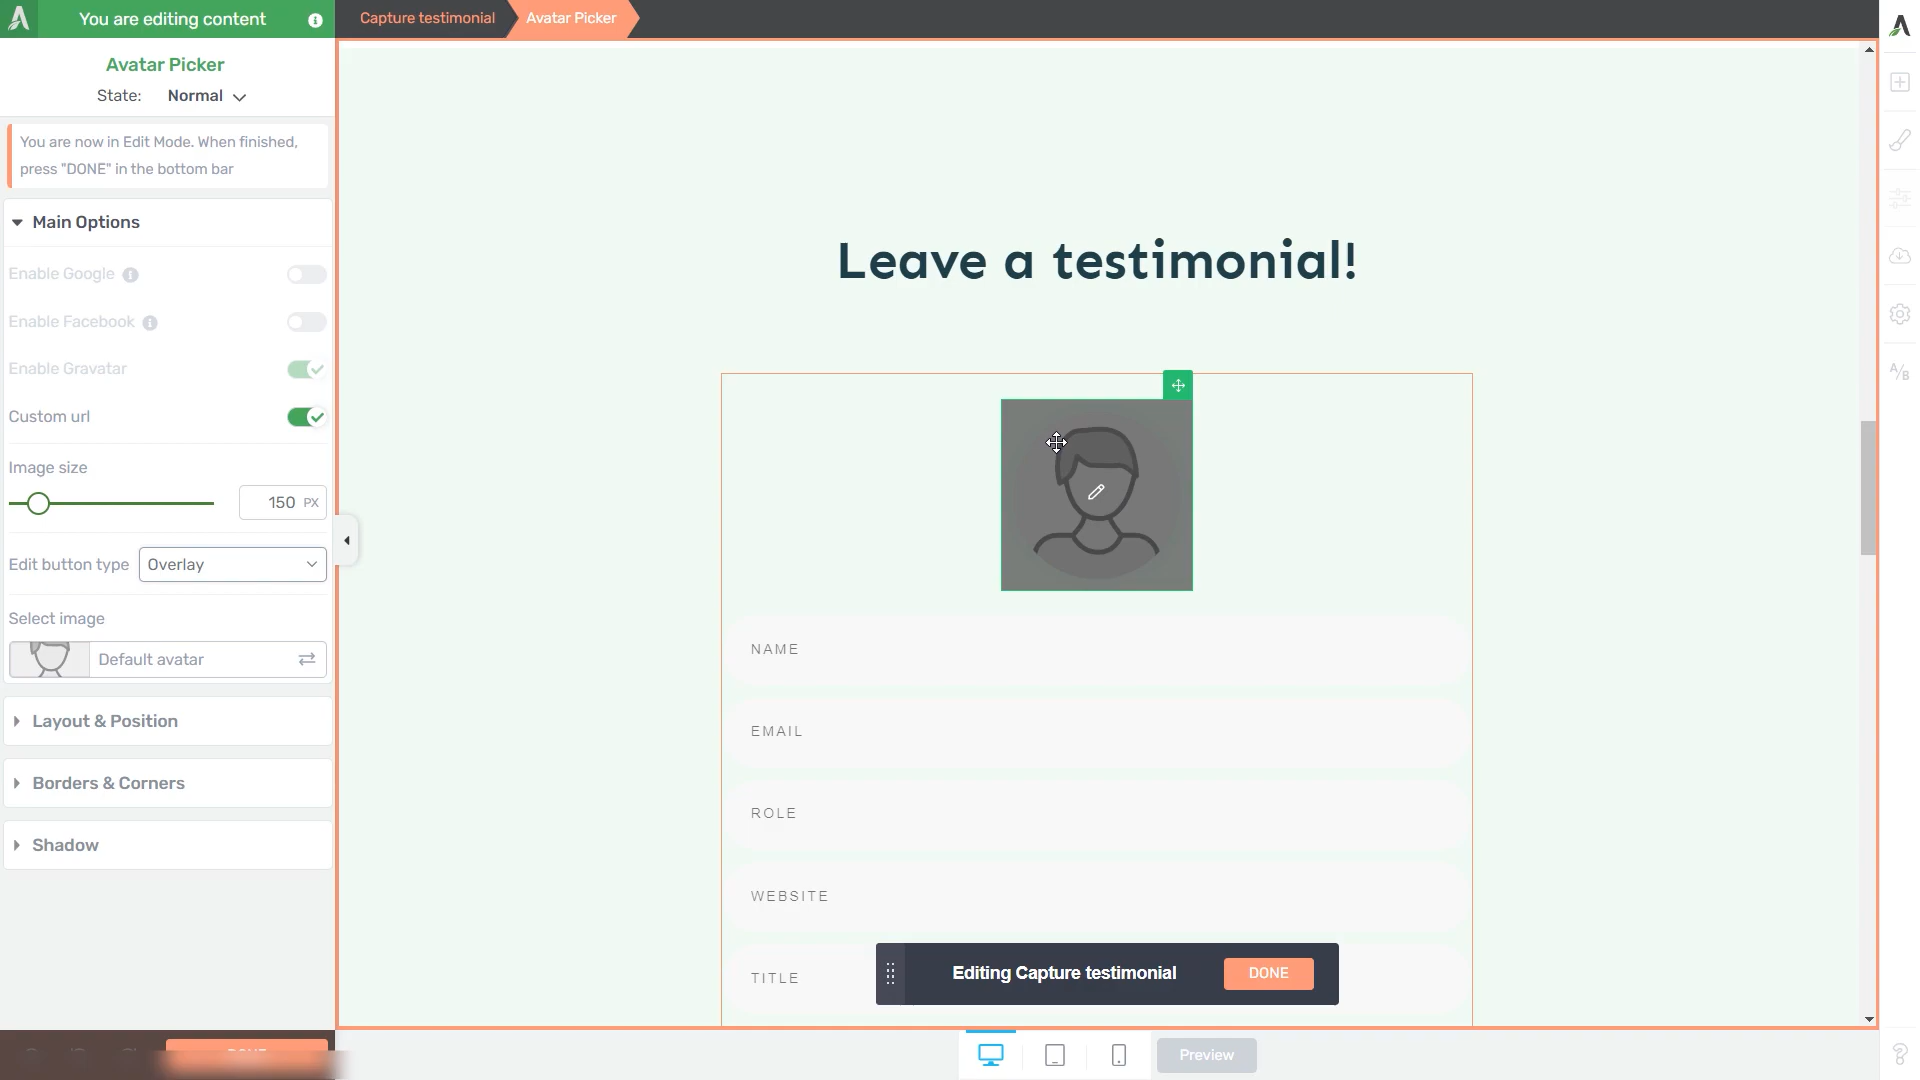 You are editing content
Capture testimonial
Avatar Picker
Avatar Picker
State: Normal
You are now in Edit Mode. When finished,
press "DONE" in the bottom bar
Main Options
Enable Google
Enable Facebook
Enable Gravatar
Custom url
Image size
150 PX
Edit button type Overlay
Select image
Default avatar
Layout & Position
Borders & Corners
Shadow
Leave a testimonial!
NAME
EMAIL
ROLE
WEBSITE
TITLE
Editing Capture testimonial
DONE
Preview
A/B